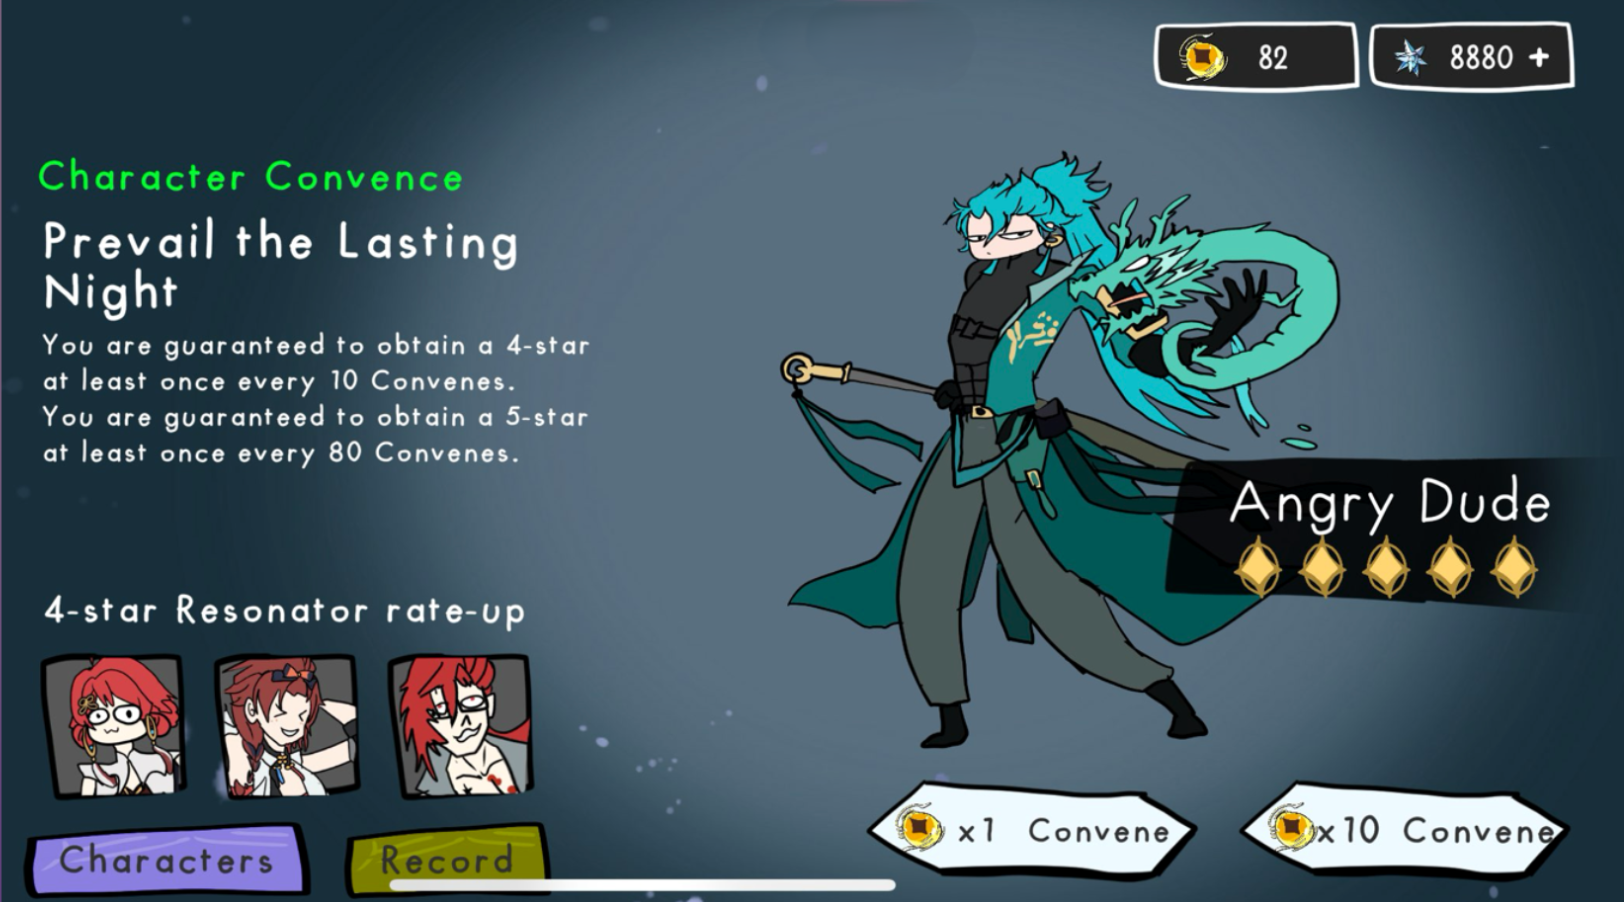 82
8880 +
Character Convence
Prevail the Lasting
Night
You are guaranteed to obtain a 4-star
at least once every 10 Convenes.
You are guaranteed to obtain a 5-star
at least once every 80 Convenes.
Angry Dude
4-star Resonator rate-up
Characters
Record
x1 Convene
x10 Convene